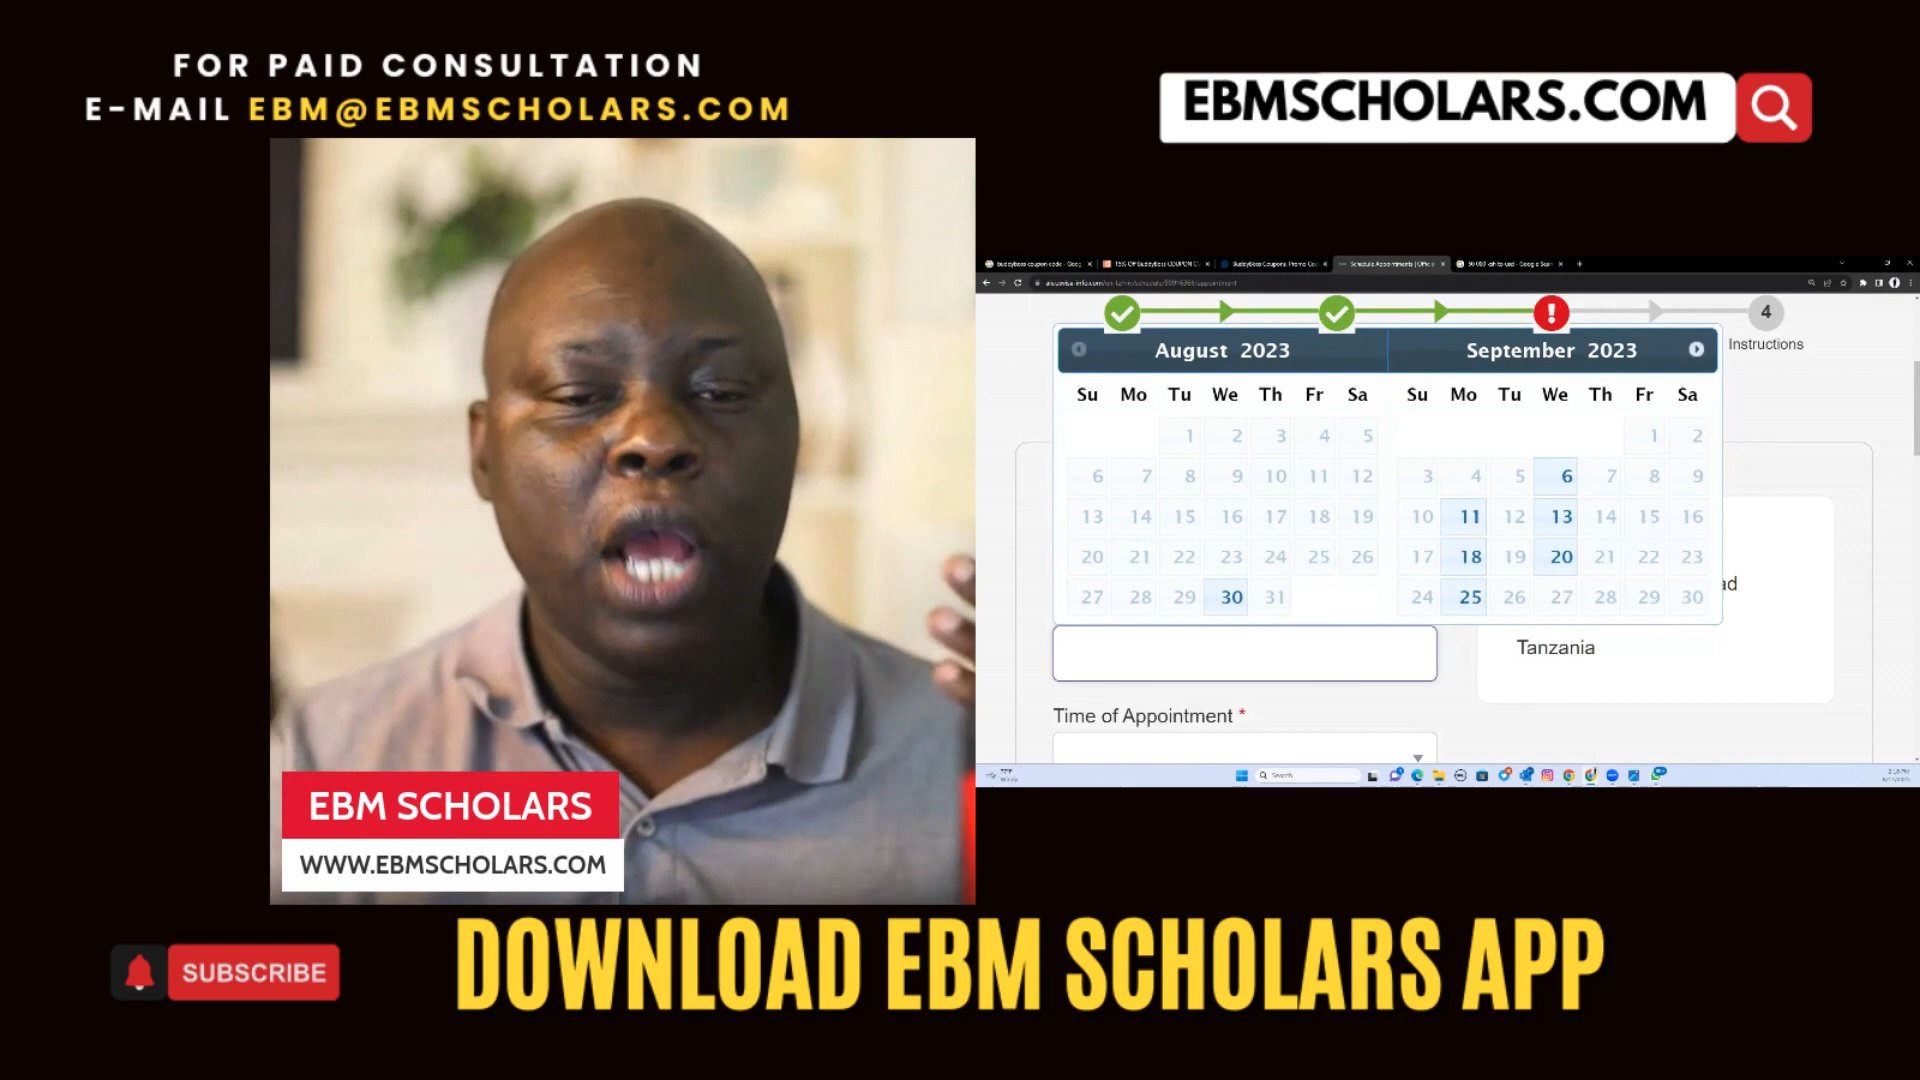 FOR PAID CONSULTATION
E-MAIL EBM@EBMSCHOLARS.COM
EBMSCHOLARS.COM
4
Instructions
August 2023
September 2023
Su Mo Tu We Th Fr Sa
Su Mo Tu We Th Fr Sa
1 2 3 4 5
1 2
6 7 8 9 10 11 12
3 4 5 6 7 8 9
13 14 15 16 17 18 19
10 11 12 13 14 15 16
20 21 22 23 24 25 26
17 18 19 20 21 22 23
27 28 29 30 31
24 25 26 27 28 29 30
ad
Tanzania
Time of Appointment *
Search
EBM SCHOLARS
WWW.EBMSCHOLARS.COM
SUBSCRIBE
DOWNLOAD EBM SCHOLARS APP